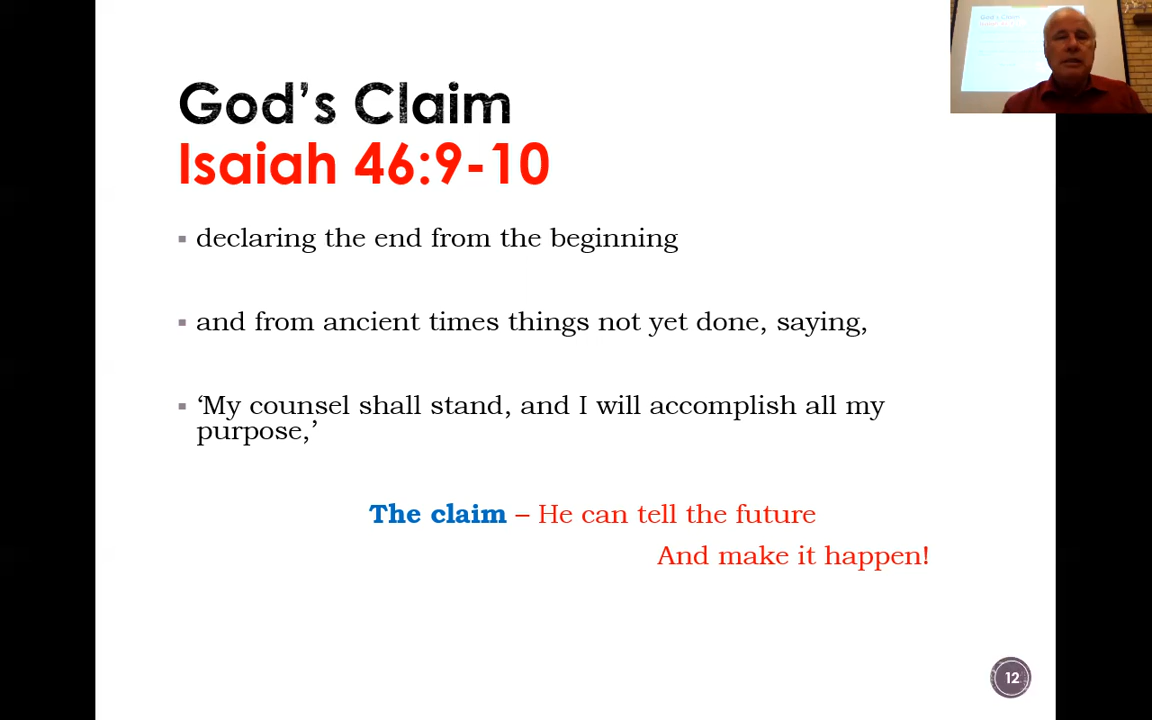 God’s Claim
Isaiah 46:9-10
declaring the end from the beginning
and from ancient times things not yet done, saying,
‘My counsel shall stand, and I will accomplish all my
purpose,’
The claim – He can tell the future
And make it happen!
12
God's Claim